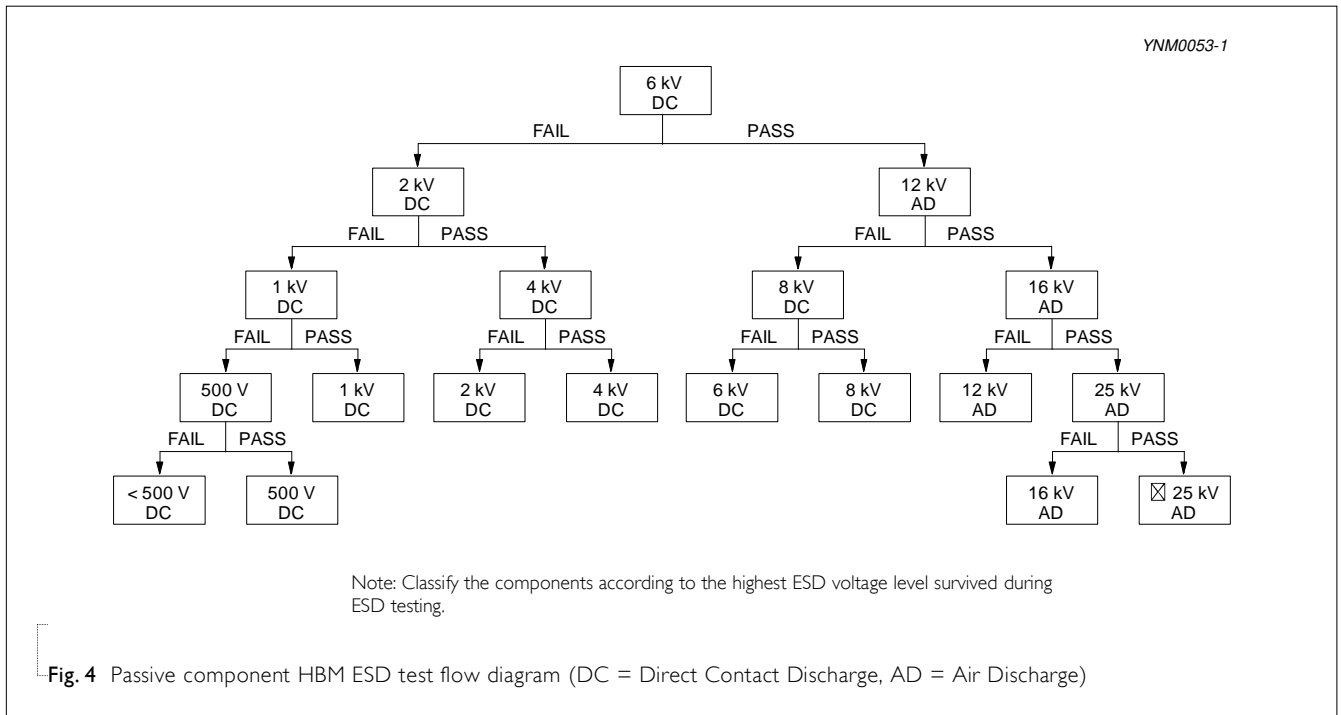 YNM0053-1
6 kV
DC
FAIL PASS
2 kV
DC
12 kV
AD
FAIL PASS
FAIL PASS
1 kV
DC
4 kV
DC
8 kV
DC
16 kV
AD
FAIL PASS
FAIL PASS
FAIL PASS
FAIL PASS
500 V
DC
1 kV
DC
2 kV
DC
4 kV
DC
6 kV
DC
8 kV
DC
12 kV
AD
25 kV
AD
FAIL PASS
FAIL PASS
< 500 V
DC
500 V
DC
16 kV
AD
☒ 25 kV
AD
Note: Classify the components according to the highest ESD voltage level survived during
ESD testing.
Fig. 4 Passive component HBM ESD test flow diagram (DC = Direct Contact Discharge, AD = Air Discharge)